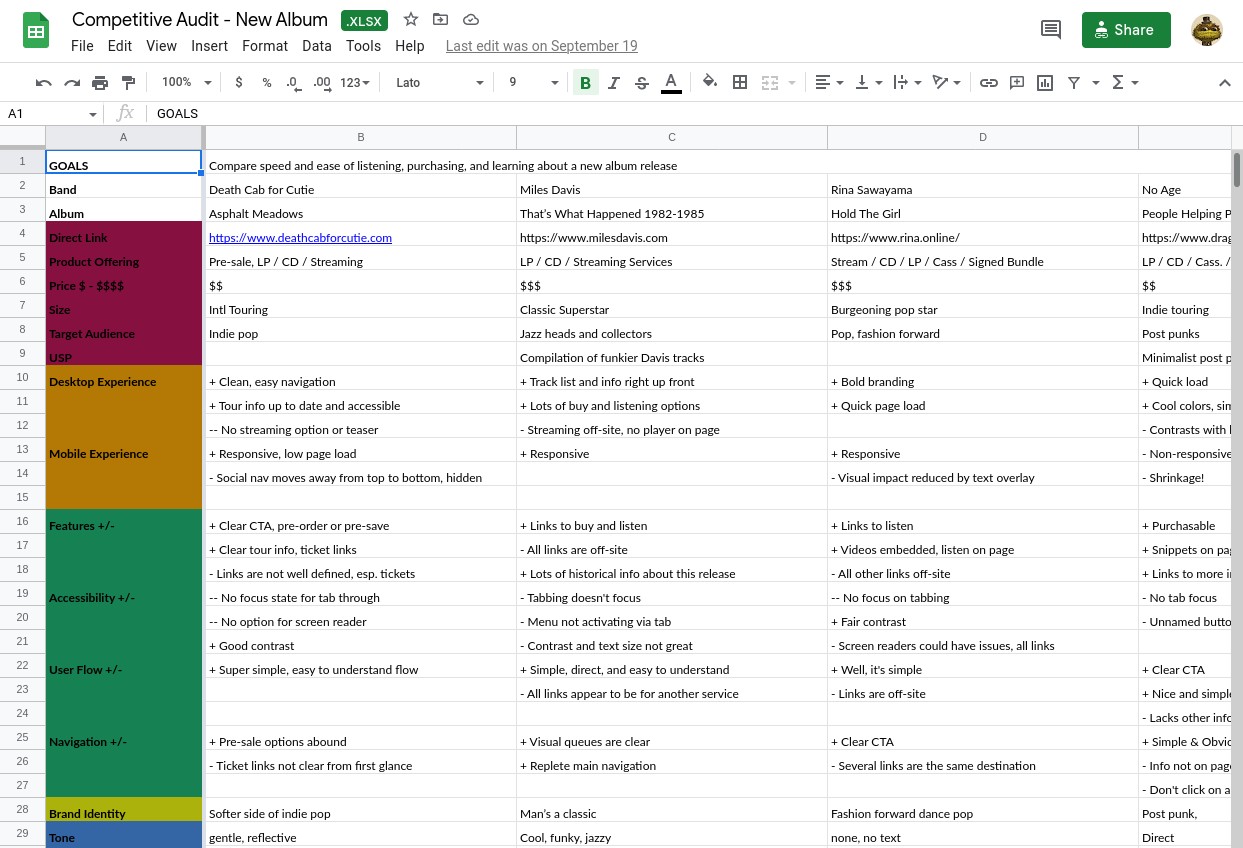 Competitive Audit - New Album .XLSX
File Edit View Insert Format Data Tools Help Last edit was on September 19
Share
100% $ % .0 .00 123 Lato 9 B I S A
A1 fx GOALS
A B C D
1 GOALS Compare speed and ease of listening, purchasing, and learning about a new album release
2 Band Death Cab for Cutie Miles Davis Rina Sawayama No Age
3 Album Asphalt Meadows That's What Happened 1982-1985 Hold The Girl People Helping P
4 Direct Link https://www.deathcabforcutie.com https://www.milesdavis.com https://www.rina.online/ https://www.drag
5 Product Offering Pre-sale, LP / CD / Streaming LP / CD / Streaming Services Stream / CD / LP / Cass / Signed Bundle LP / CD / Cass. /
6 Price $ - $$$$ $$ $$$ $$$ $$
7 Size Intl Touring Classic Superstar Burgeoning pop star Indie touring
8 Target Audience Indie pop Jazz heads and collectors Pop, fashion forward Post punks
9 USP Compilation of funkier Davis tracks Minimalist post p
10 Desktop Experience + Clean, easy navigation + Track list and info right up front + Bold branding + Quick load
11 + Tour info up to date and accessible + Lots of buy and listening options + Quick page load + Cool colors, sim
12 -- No streaming option or teaser - Streaming off-site, no player on page - Contrasts with
13 Mobile Experience + Responsive, low page load + Responsive + Responsive - Non-responsive
14 - Social nav moves away from top to bottom, hidden - Visual impact reduced by text overlay - Shrinkage!
15
16 Features +/- + Clear CTA, pre-order or pre-save + Links to buy and listen + Links to listen + Purchasable
17 + Clear tour info, ticket links - All links are off-site + Videos embedded, listen on page + Snippets on pag
18 - Links are not well defined, esp. tickets + Lots of historical info about this release - All other links off-site + Links to more i
19 Accessibility +/- -- No focus state for tab through - Tabbing doesn't focus -- No focus on tabbing - No tab focus
20 -- No option for screen reader - Menu not activating via tab + Fair contrast - Unnamed butto
21 + Good contrast - Contrast and text size not great - Screen readers could have issues, all links
22 User Flow +/- + Super simple, easy to understand flow + Simple, direct, and easy to understand + Well, it's simple + Clear CTA
23 - All links appear to be for another service - Links are off-site + Nice and simple
24 - Lacks other info
25 Navigation +/- + Pre-sale options abound + Visual queues are clear + Clear CTA + Simple & Obvio
26 - Ticket links not clear from first glance + Replete main navigation - Several links are the same destination - Info not on page
27 - Don't click on a
28 Brand Identity Softer side of indie pop Man's a classic Fashion forward dance pop Post punk,
29 Tone gentle, reflective Cool, funky, jazzy none, no text Direct